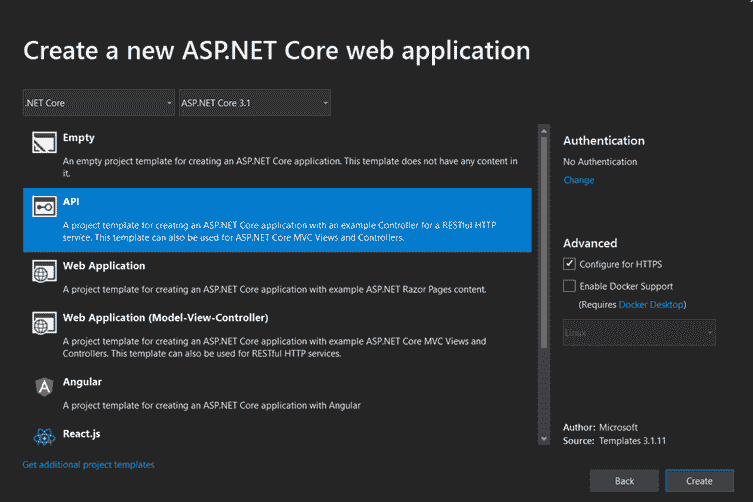 Create a new ASP.NET Core web application
.NET Core
ASP.NET Core 3.1
Empty
An empty project template for creating an ASP.NET Core application. This template does not have any content in
it.
API
A project template for creating an ASP.NET Core application with an example Controller for a RESTful HTTP
service. This template can also be used for ASP.NET Core MVC Views and Controllers.
Web Application
A project template for creating an ASP.NET Core application with example ASP.NET Razor Pages content.
Web Application (Model-View-Controller)
A project template for creating an ASP.NET Core application with example ASP.NET Core MVC Views and
Controllers. This template can also be used for RESTful HTTP services.
Angular
A project template for creating an ASP.NET Core application with Angular
React.js
Get additional project templates
Authentication
No Authentication
Change
Advanced
Configure for HTTPS
Enable Docker Support
(Requires Docker Desktop)
Linux
Author: Microsoft
Source: Templates 3.1.11
Back
Create